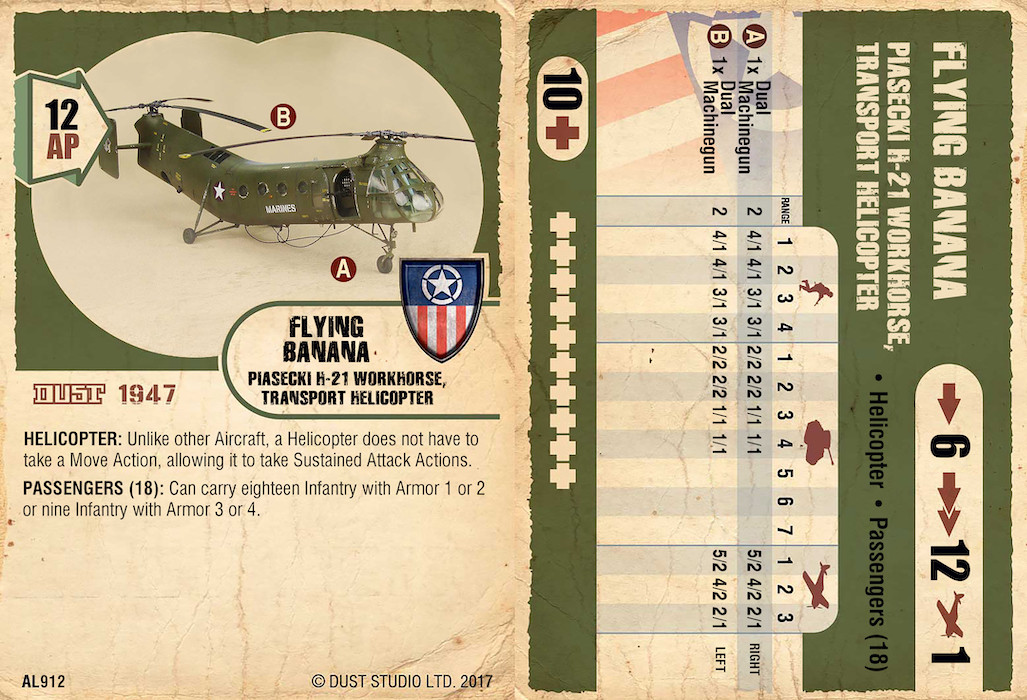 12
AP
B
MARINES
A
FLYING
BANANA
PIASECKI H-21 WORKHORSE,
TRANSPORT HELICOPTER
DUST 1947
HELICOPTER: Unlike other Aircraft, a Helicopter does not have to
take a Move Action, allowing it to take Sustained Attack Actions.
PASSENGERS (18): Can carry eighteen Infantry with Armor 1 or 2
or nine Infantry with Armor 3 or 4.
AL912
© DUST STUDIO LTD. 2017
FLYING BANANA
PIASECKI H-21 WORKHORSE,
TRANSPORT HELICOPTER
• Helicopter • Passengers (18)
6 12 1
RANGE 1 2 3 4 1 2 3 4 5 6 7 1 2 3
A 1x Dual
Machinegun 2 4/1 4/1 3/1 3/1 2/2 2/2 1/1 1/1 5/2 4/2 2/1 RIGHT
B 1x Dual
Machinegun 2 4/1 4/1 3/1 3/1 2/2 2/2 1/1 1/1 5/2 4/2 2/1 LEFT
10